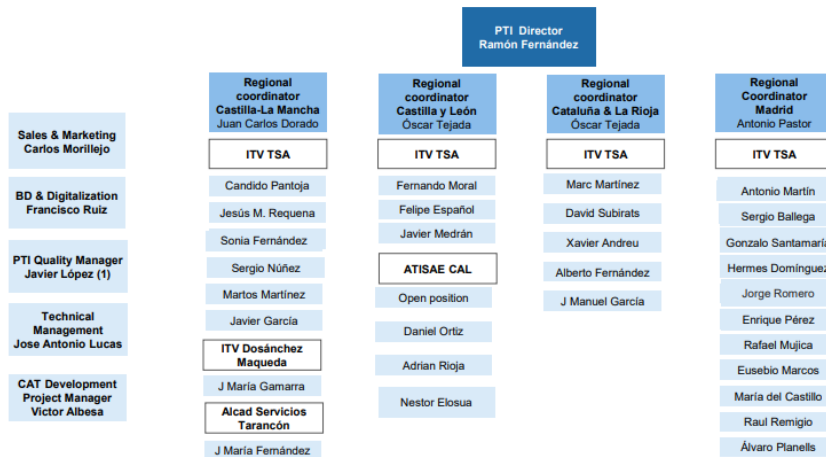 PTI Director
Ramón Fernández
Sales & Marketing
Carlos Morillejo
BD & Digitalization
Francisco Ruiz
PTI Quality Manager
Javier López (1)
Technical
Management
Jose Antonio Lucas
CAT Development
Project Manager
Victor Albesa
Regional
coordinator
Castilla-La Mancha
Juan Carlos Dorado
ITV TSA
Candido Pantoja
Jesús M. Requena
Sonia Fernández
Sergio Núñez
Martos Martínez
Javier García
ITV Dosánchez
Maqueda
J María Gamarra
Alcad Servicios
Tarancón
J María Fernández
Regional
coordinator
Castilla y León
Óscar Tejada
ITV TSA
Fernando Moral
Felipe Español
Javier Medrán
ATISAE CAL
Open position
Daniel Ortiz
Adrian Rioja
Nestor Elosua
Regional
coordinator
Cataluña & La Rioja
Óscar Tejada
ITV TSA
Marc Martínez
David Subirats
Xavier Andreu
Alberto Fernández
J Manuel García
Regional
Coordinator
Madrid
Antonio Pastor
ITV TSA
Antonio Martín
Sergio Ballega
Gonzalo Santamaría
Hermes Domínguez
Jorge Romero
Enrique Pérez
Rafael Mujica
Eusebio Marcos
María del Castillo
Raul Remigio
Álvaro Planells